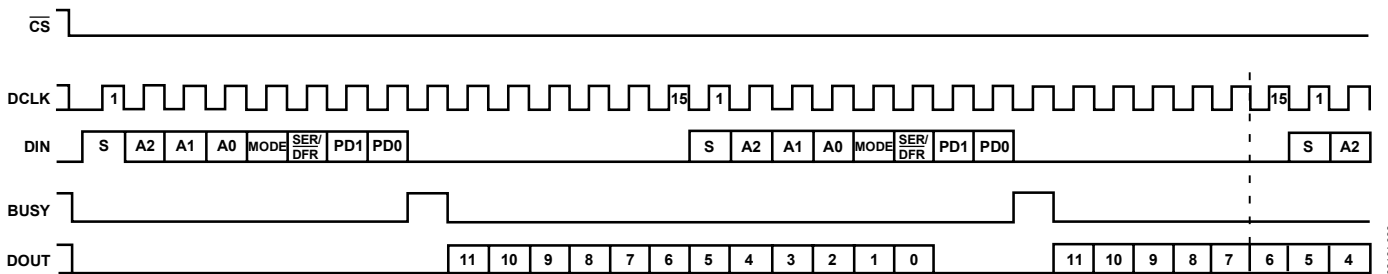 CS
DCLK 1 15 1 15 1
DIN S A2 A1 A0 MODE SER/DFR PD1 PD0 S A2 A1 A0 MODE SER/DFR PD1 PD0 S A2
BUSY
DOUT 11 10 9 8 7 6 5 4 3 2 1 0 11 10 9 8 7 6 5 4